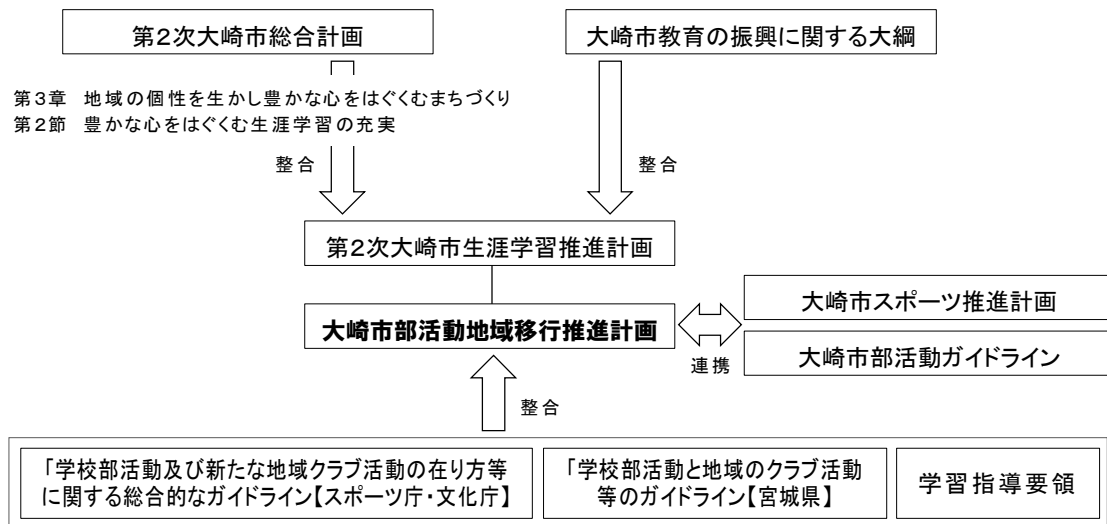 第2次大崎市総合計画
大崎市教育の振興に関する大綱
第3章 地域の個性を生かし豊かな心をはぐくむまちづくり
第2節 豊かな心をはぐくむ生涯学習の充実
整合
整合
第2次大崎市生涯学習推進計画
大崎市部活動地域移行推進計画
大崎市スポーツ推進計画
大崎市部活動ガイドライン
連携
整合
「学校部活動及び新たな地域クラブ活動の在り方等
に関する総合的なガイドライン【スポーツ庁・文化庁】
「学校部活動と地域のクラブ活動
等のガイドライン【宮城県】
学習指導要領